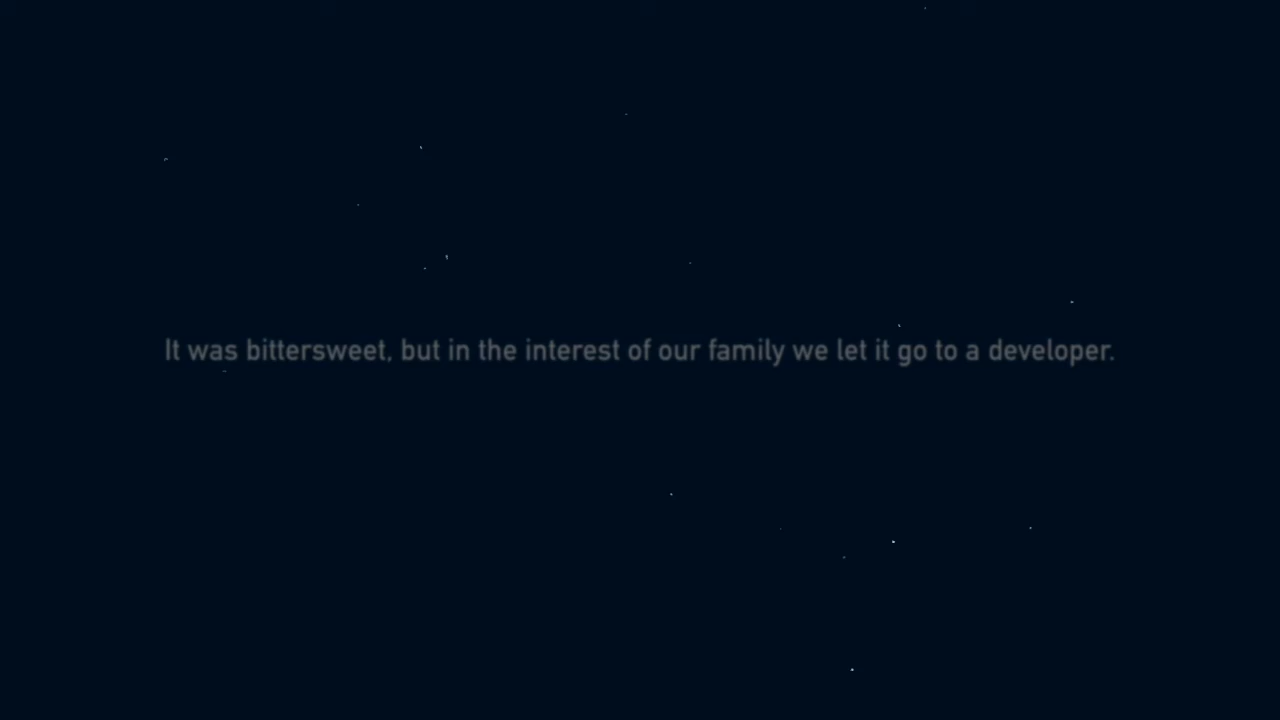 It was bittersweet, but in the interest of our family we let it go to a developer.